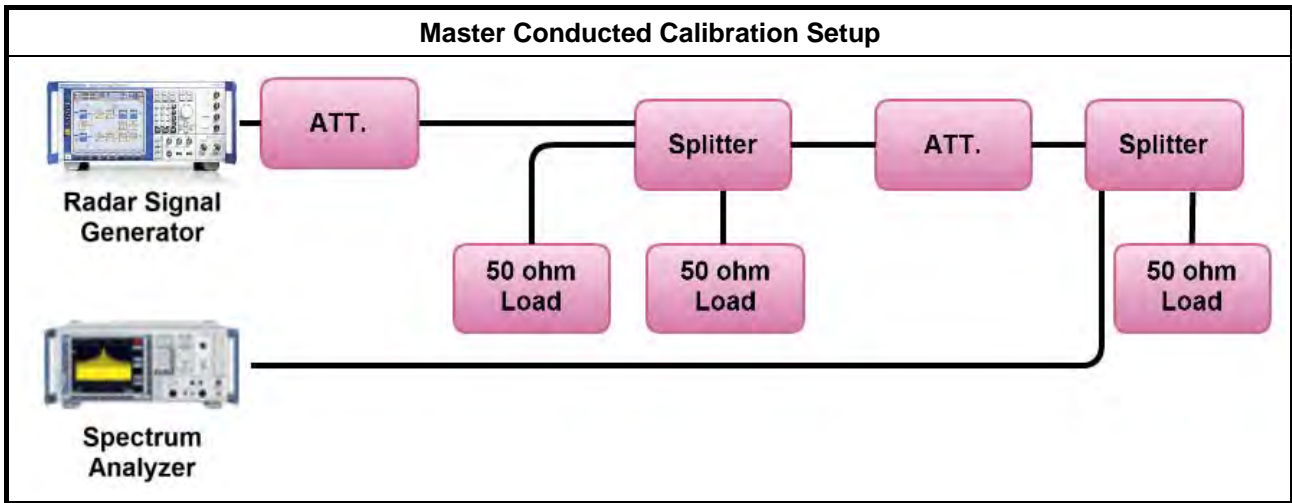 Master Conducted Calibration Setup
ATT.
Splitter
ATT.
Splitter
Radar Signal
Generator
50 ohm
Load
50 ohm
Load
50 ohm
Load
Spectrum
Analyzer